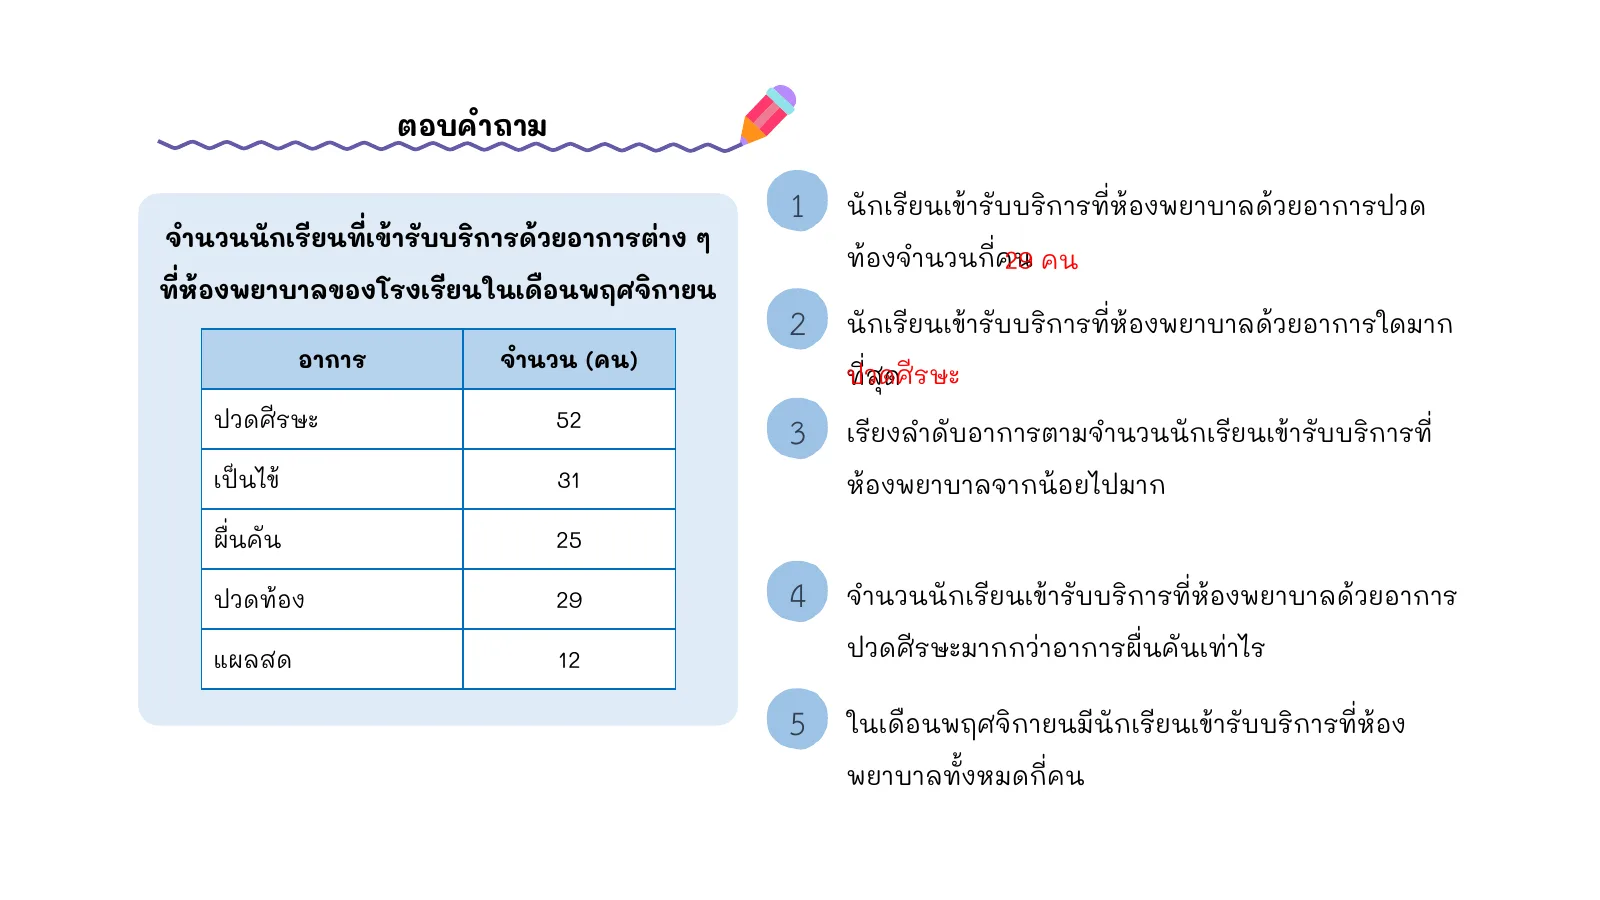 ตอบคำถาม
จำนวนนักเรียนที่เข้ารับบริการด้วยอาการต่าง ๆ
ที่ห้องพยาบาลของโรงเรียนในเดือนพฤศจิกายน
อาการ จำนวน (คน)
ปวดศีรษะ 52
เป็นไข้ 31
ผื่นคัน 25
ปวดท้อง 29
แผลสด 12
1 นักเรียนเข้ารับบริการที่ห้องพยาบาลด้วยอาการปวด
ท้องจำนวนกี่คน 29 คน
2 นักเรียนเข้ารับบริการที่ห้องพยาบาลด้วยอาการใดมาก
ที่สุด ปวดศีรษะ
3 เรียงลำดับอาการตามจำนวนนักเรียนเข้ารับบริการที่
ห้องพยาบาลจากน้อยไปมาก
4 จำนวนนักเรียนเข้ารับบริการที่ห้องพยาบาลด้วยอาการ
ปวดศีรษะมากกว่าอาการผื่นคันเท่าไร
5 ในเดือนพฤศจิกายนมีนักเรียนเข้ารับบริการที่ห้อง
พยาบาลทั้งหมดกี่คน